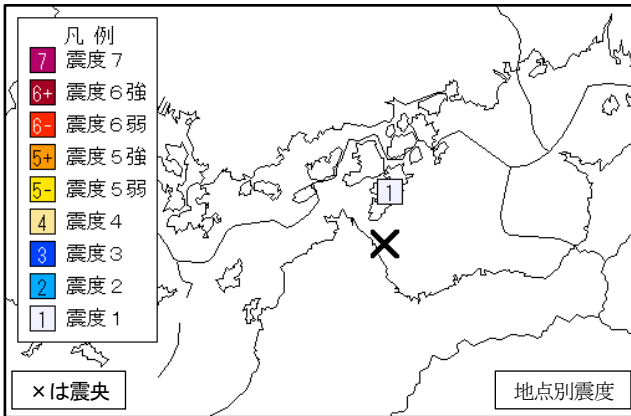 凡 例
7 震度７
6+ 震度６強
6- 震度６弱
5+ 震度５強
5- 震度５弱
4 震度４
3 震度３
2 震度２
1 震度１
1
×は震央
地点別震度